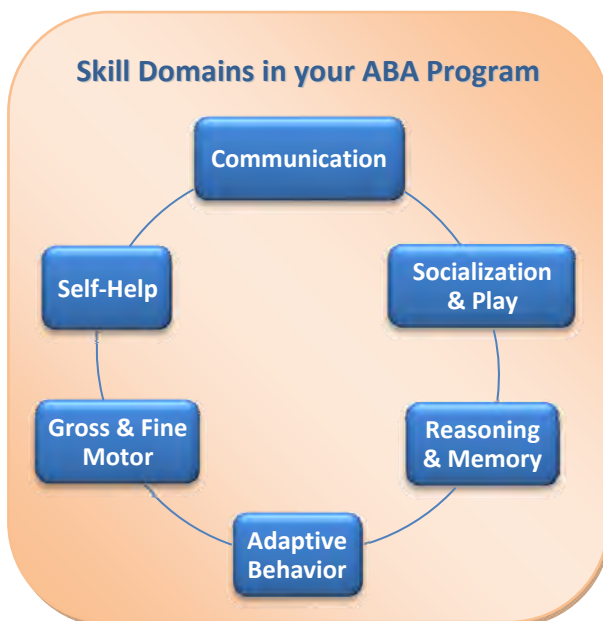 Skill Domains in your ABA Program
Communication
Socialization
& Play
Reasoning
& Memory
Adaptive
Behavior
Gross & Fine
Motor
Self-Help